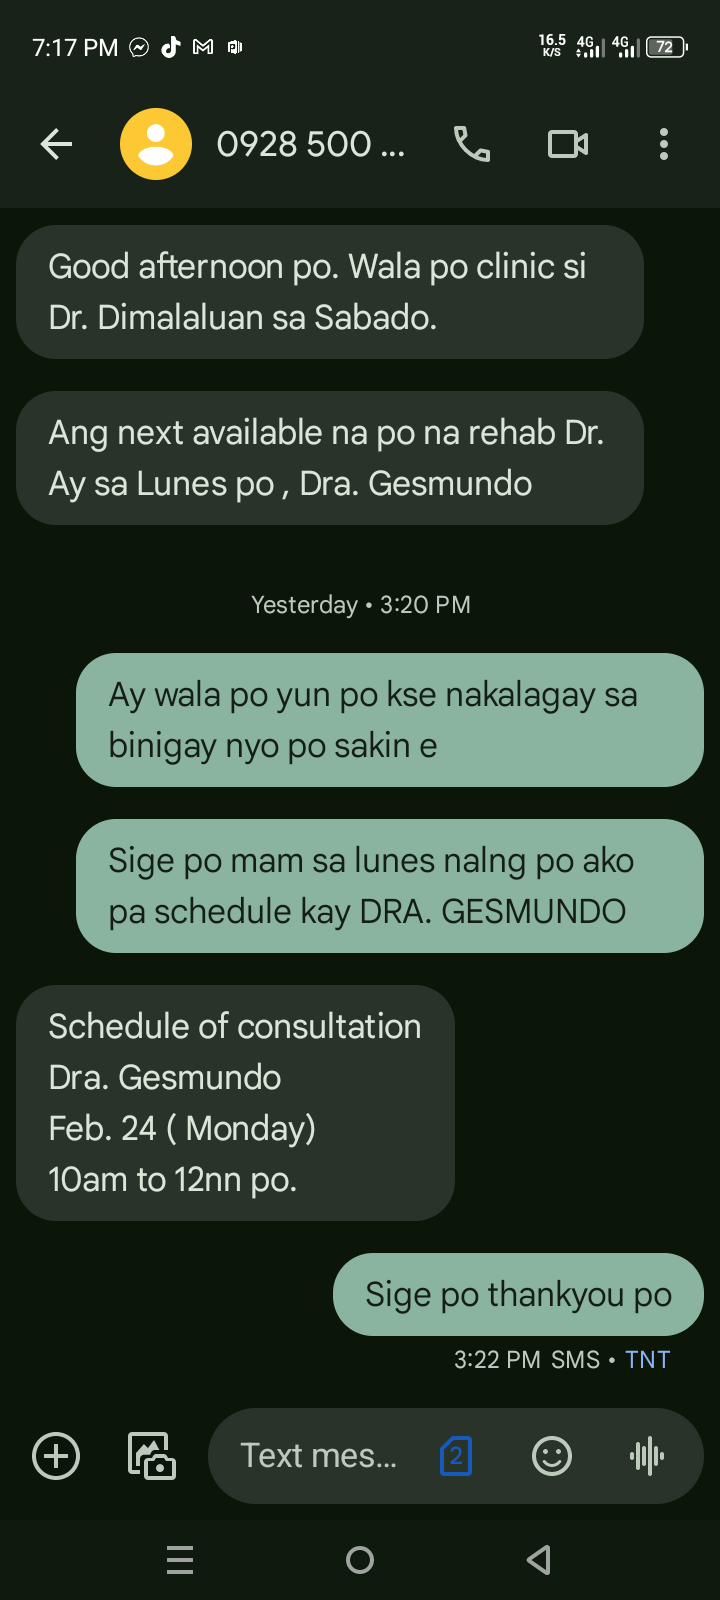 7:17 PM
16.5 K/S 4G 4G 72
0928 500 ...
Good afternoon po. Wala po clinic si
Dr. Dimalaluan sa Sabado.
Ang next available na po na rehab Dr.
Ay sa Lunes po , Dra. Gesmundo
Yesterday • 3:20 PM
Ay wala po yun po kse nakalagay sa
binigay nyo po sakin e
Sige po mam sa lunes nalng po ako
pa schedule kay DRA. GESMUNDO
Schedule of consultation
Dra. Gesmundo
Feb. 24 ( Monday)
10am to 12nn po.
Sige po thankyou po
3:22 PM SMS • TNT
Text mes... 2